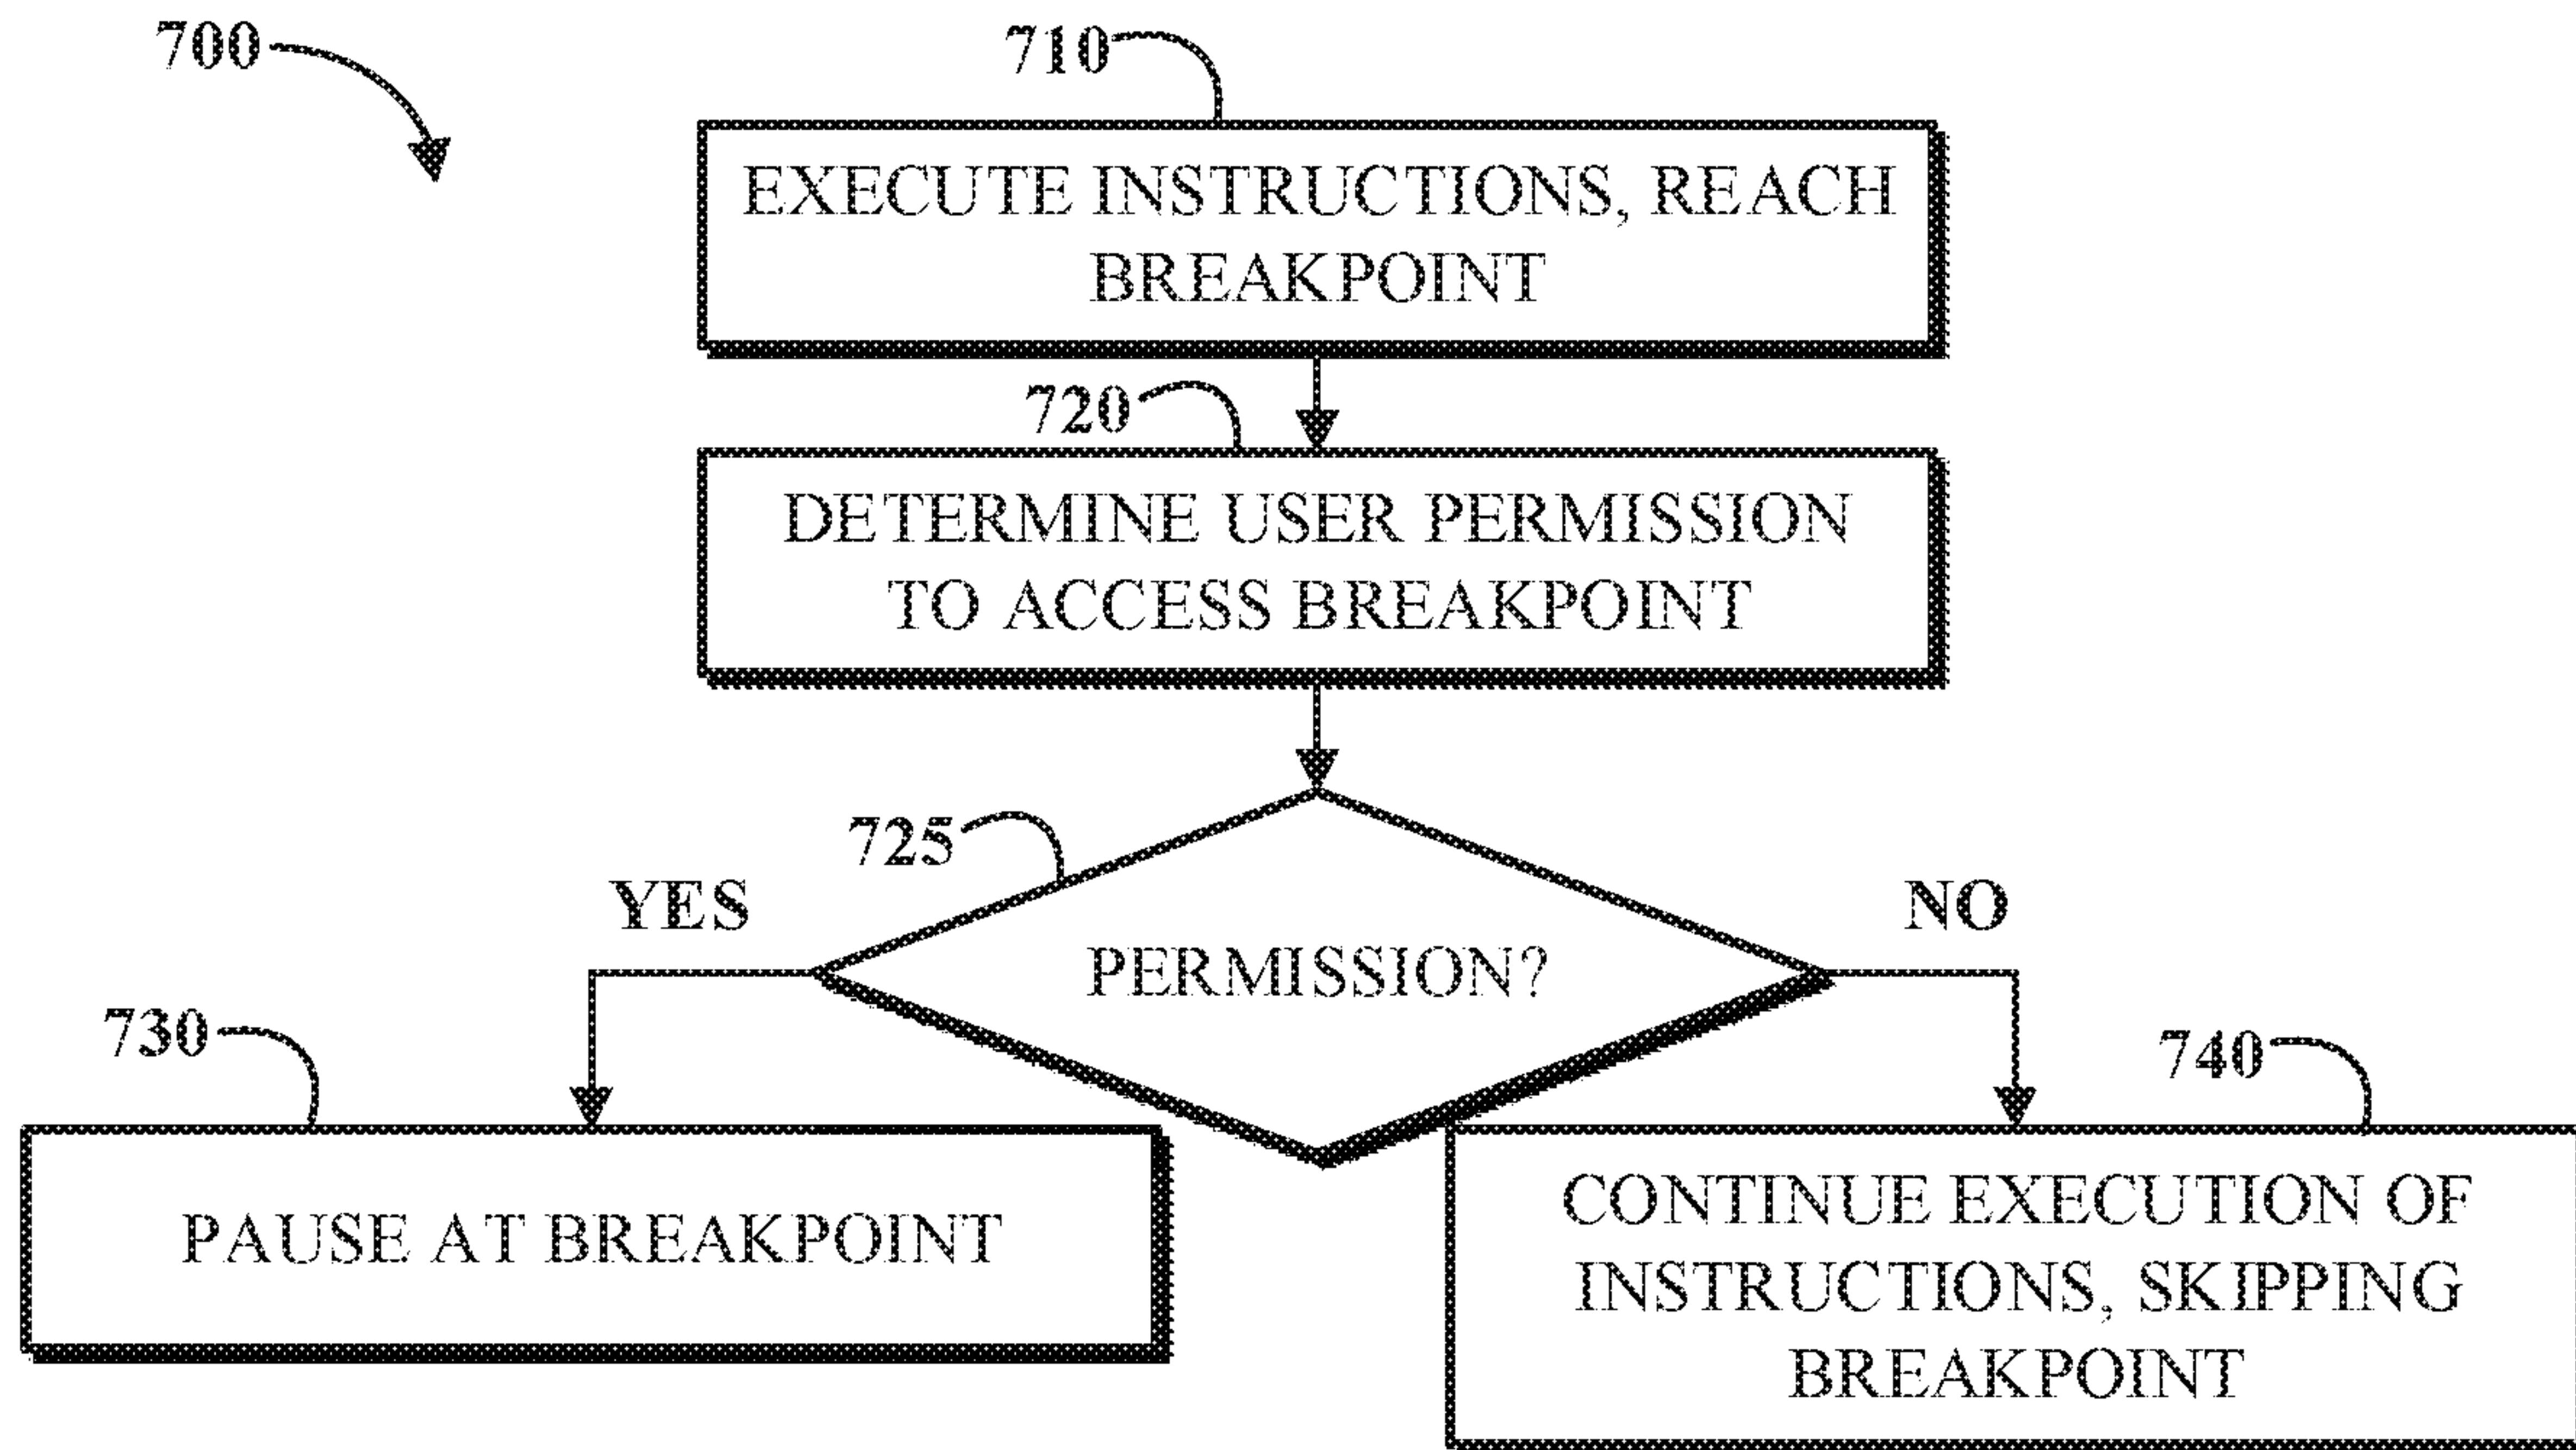 700
710
EXECUTE INSTRUCTIONS, REACH
BREAKPOINT
720
DETERMINE USER PERMISSION
TO ACCESS BREAKPOINT
725
YES
NO
PERMISSION?
730
740
PAUSE AT BREAKPOINT
CONTINUE EXECUTION OF
INSTRUCTIONS, SKIPPING
BREAKPOINT